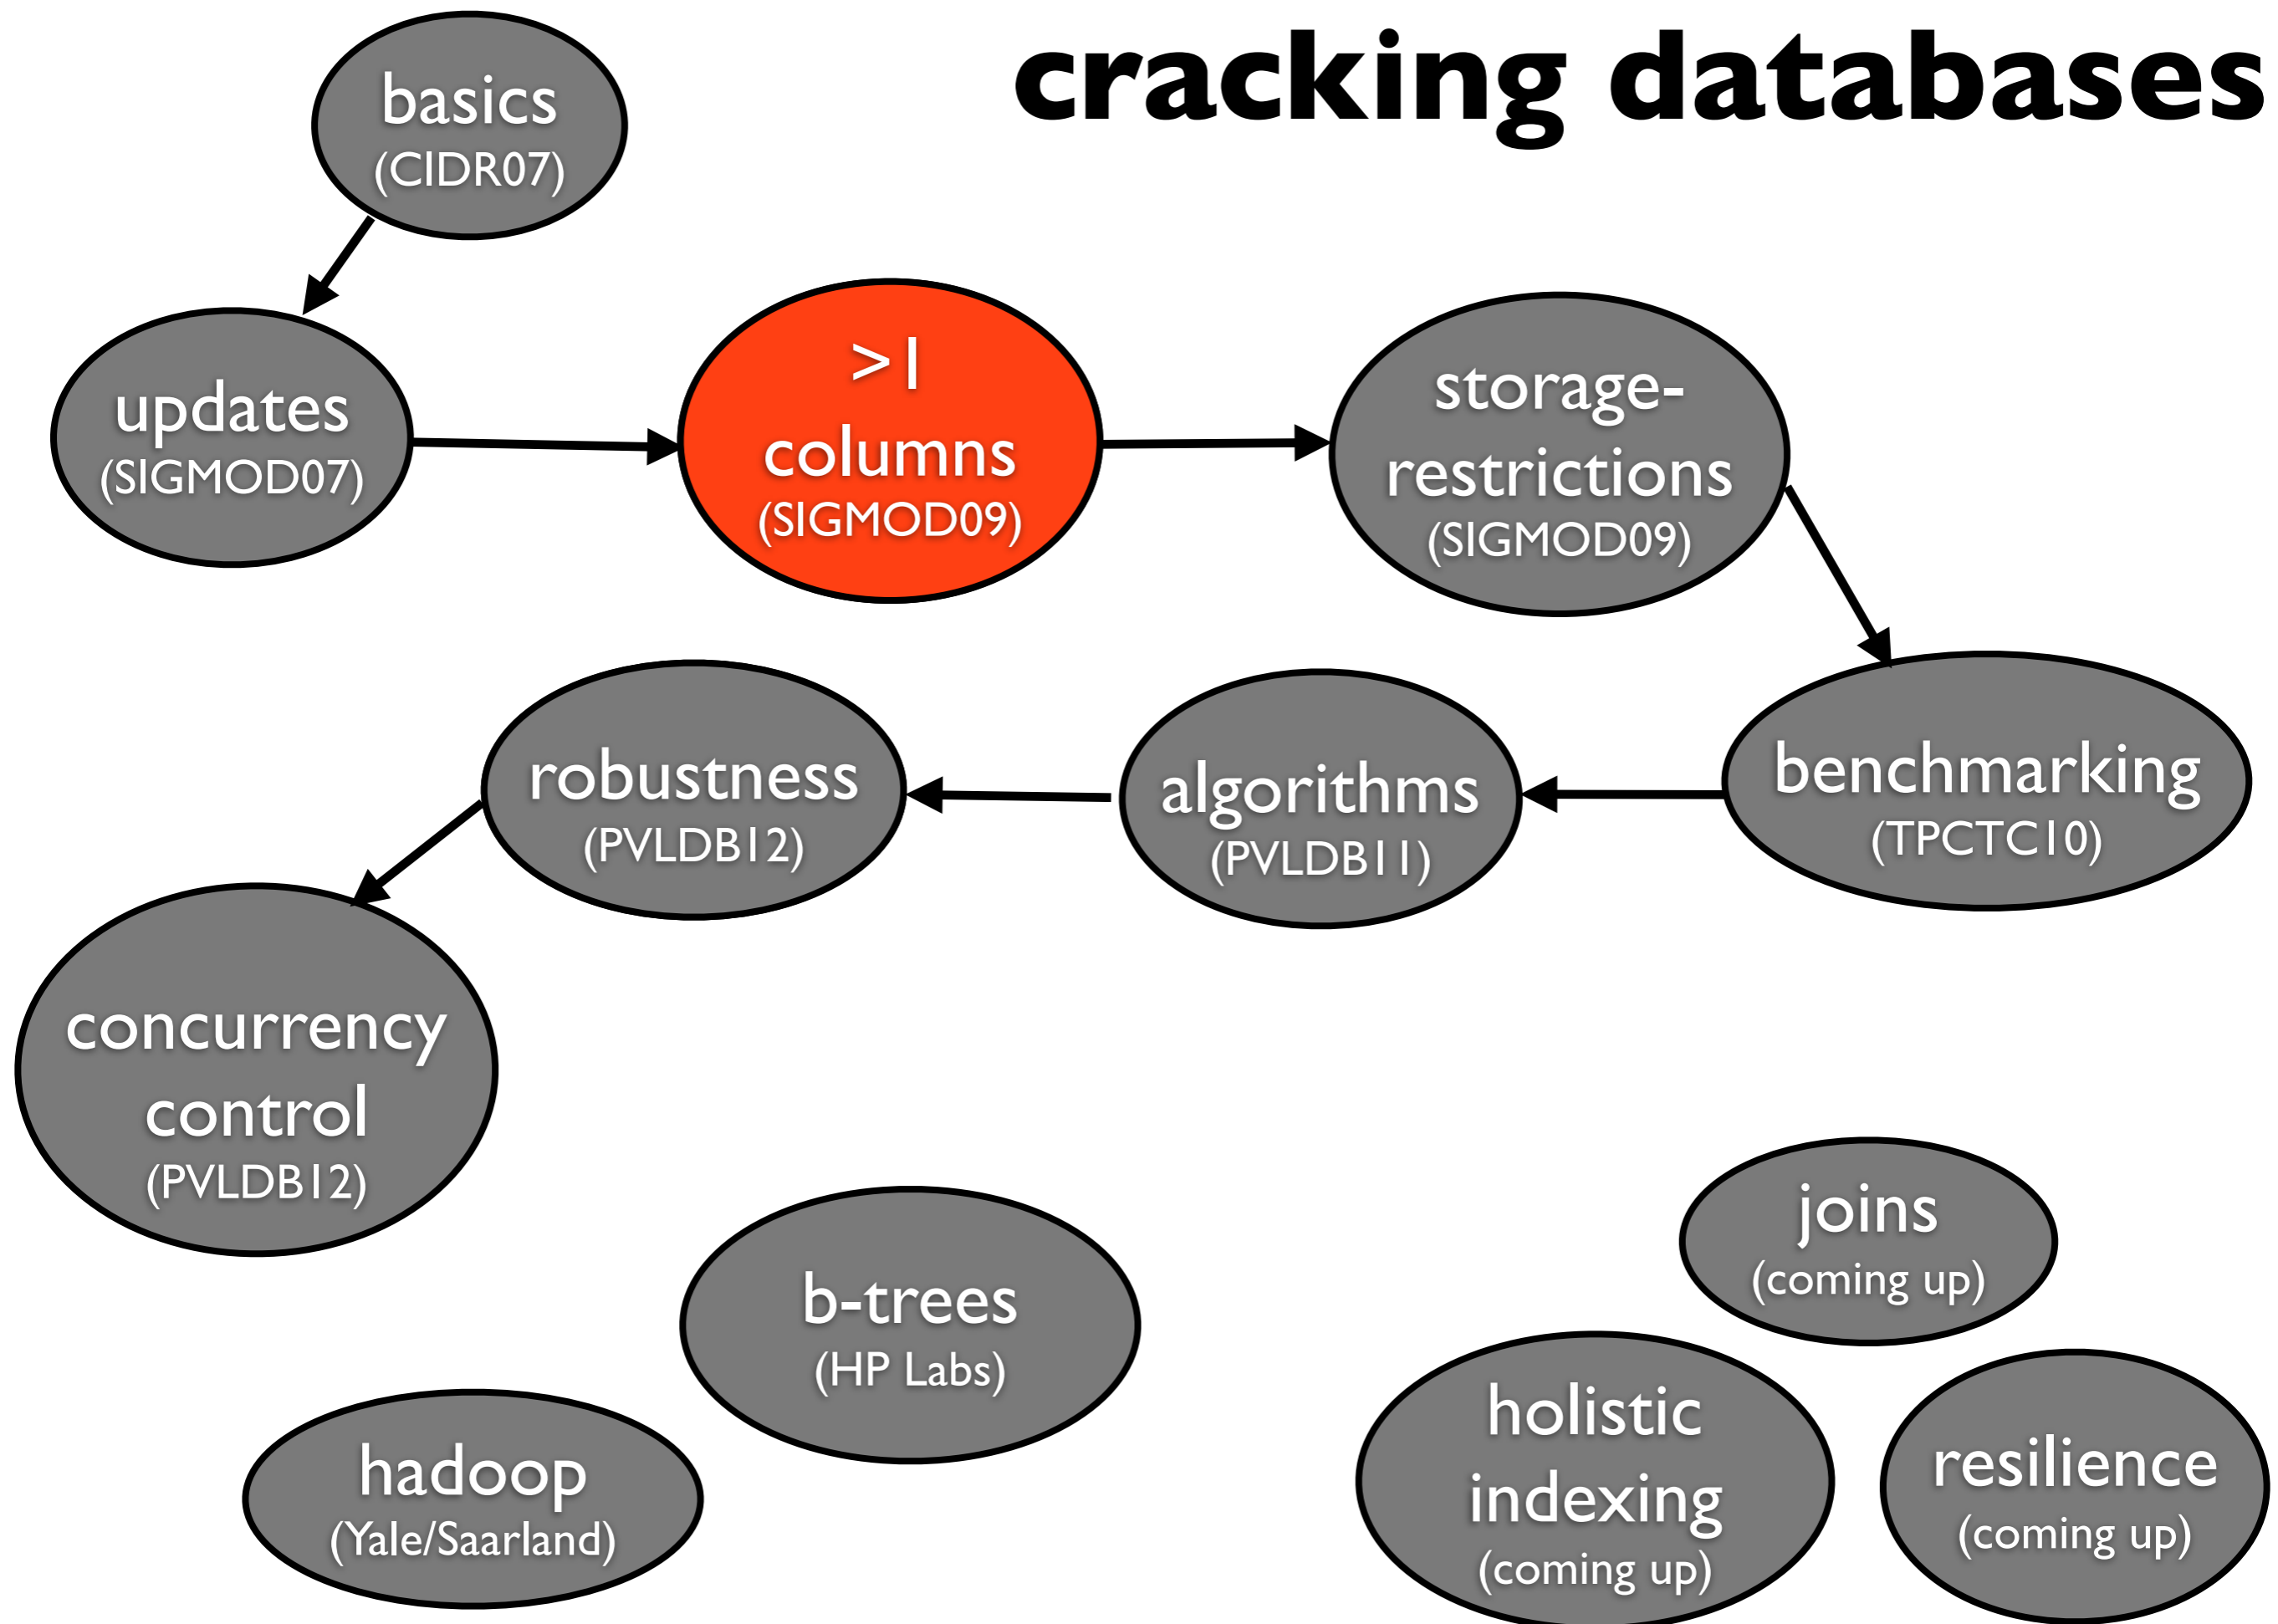 cracking databases
basics
(CIDR07)
updates
(SIGMOD07)
>1
columns
(SIGMOD09)
storage-
restrictions
(SIGMOD09)
benchmarking
(TPCTC10)
algorithms
(PVLDB11)
robustness
(PVLDB12)
concurrency
control
(PVLDB12)
b-trees
(HP Labs)
hadoop
(Yale/Saarland)
joins
(coming up)
holistic
indexing
(coming up)
resilience
(coming up)